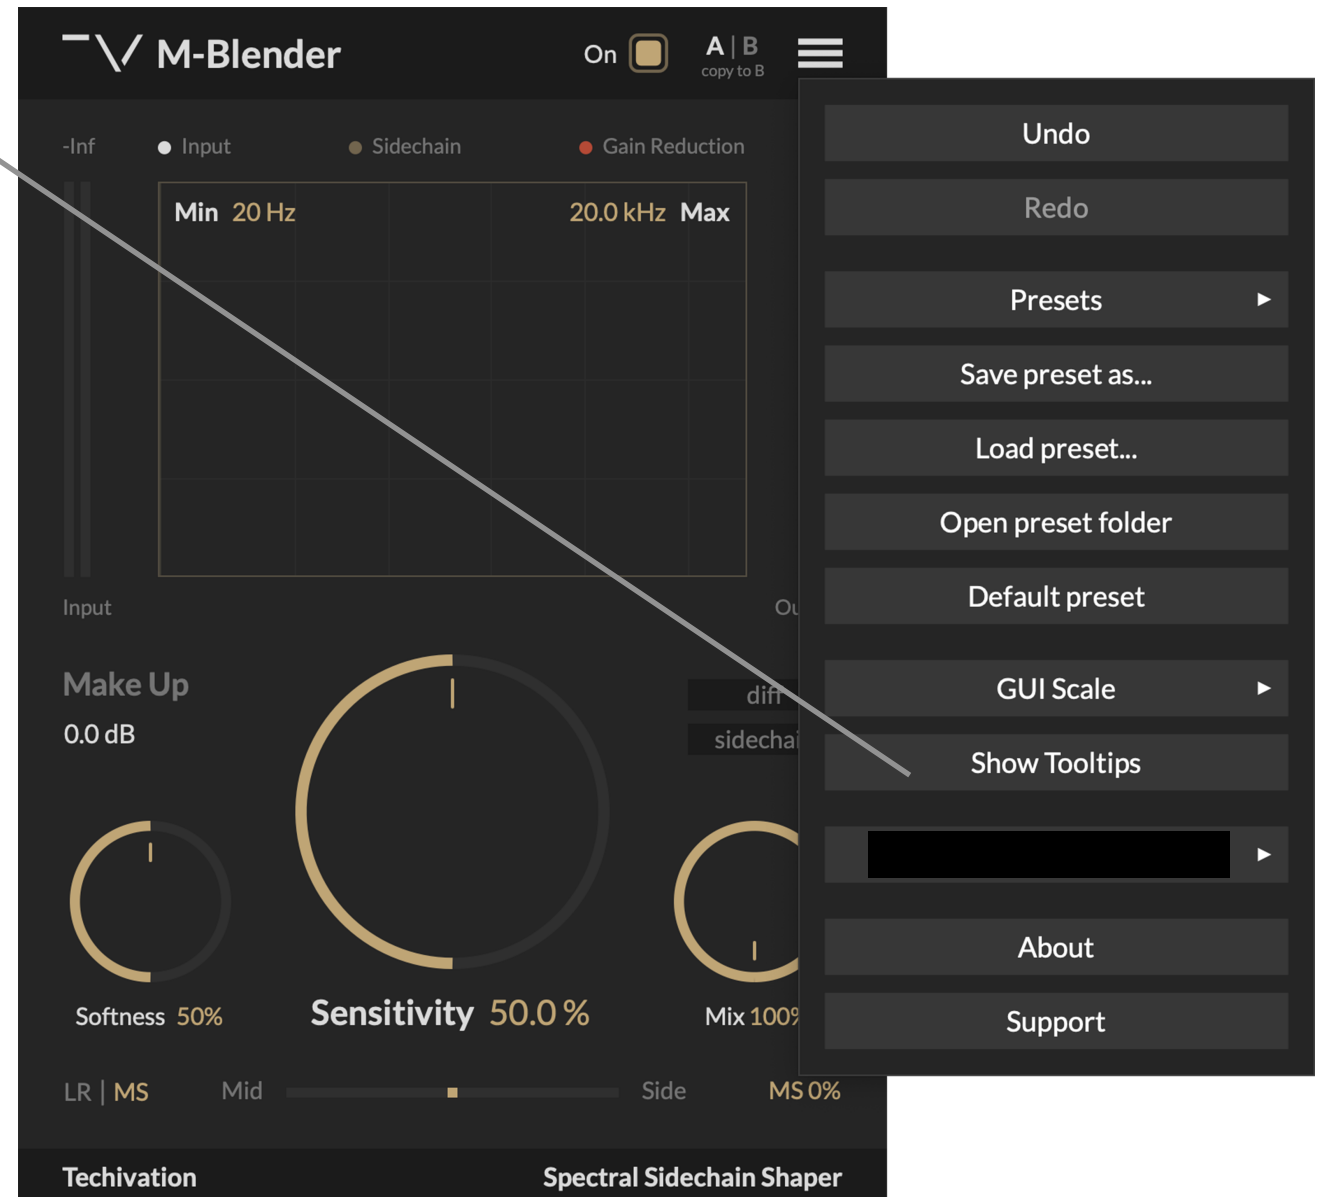 M-Blender
On
A | B
copy to B
-Inf
Input
Sidechain
Gain Reduction
Min 20 Hz
20.0 kHz Max
Input
Make Up
0.0 dB
diff
Softness 50%
Sensitivity 50.0 %
Mix 100%
LR | MS
Mid
Side
MS 0%
Techivation
Spectral Sidechain Shaper
Undo
Redo
Presets
Save preset as...
Load preset...
Open preset folder
Default preset
GUI Scale
Show Tooltips
About
Support